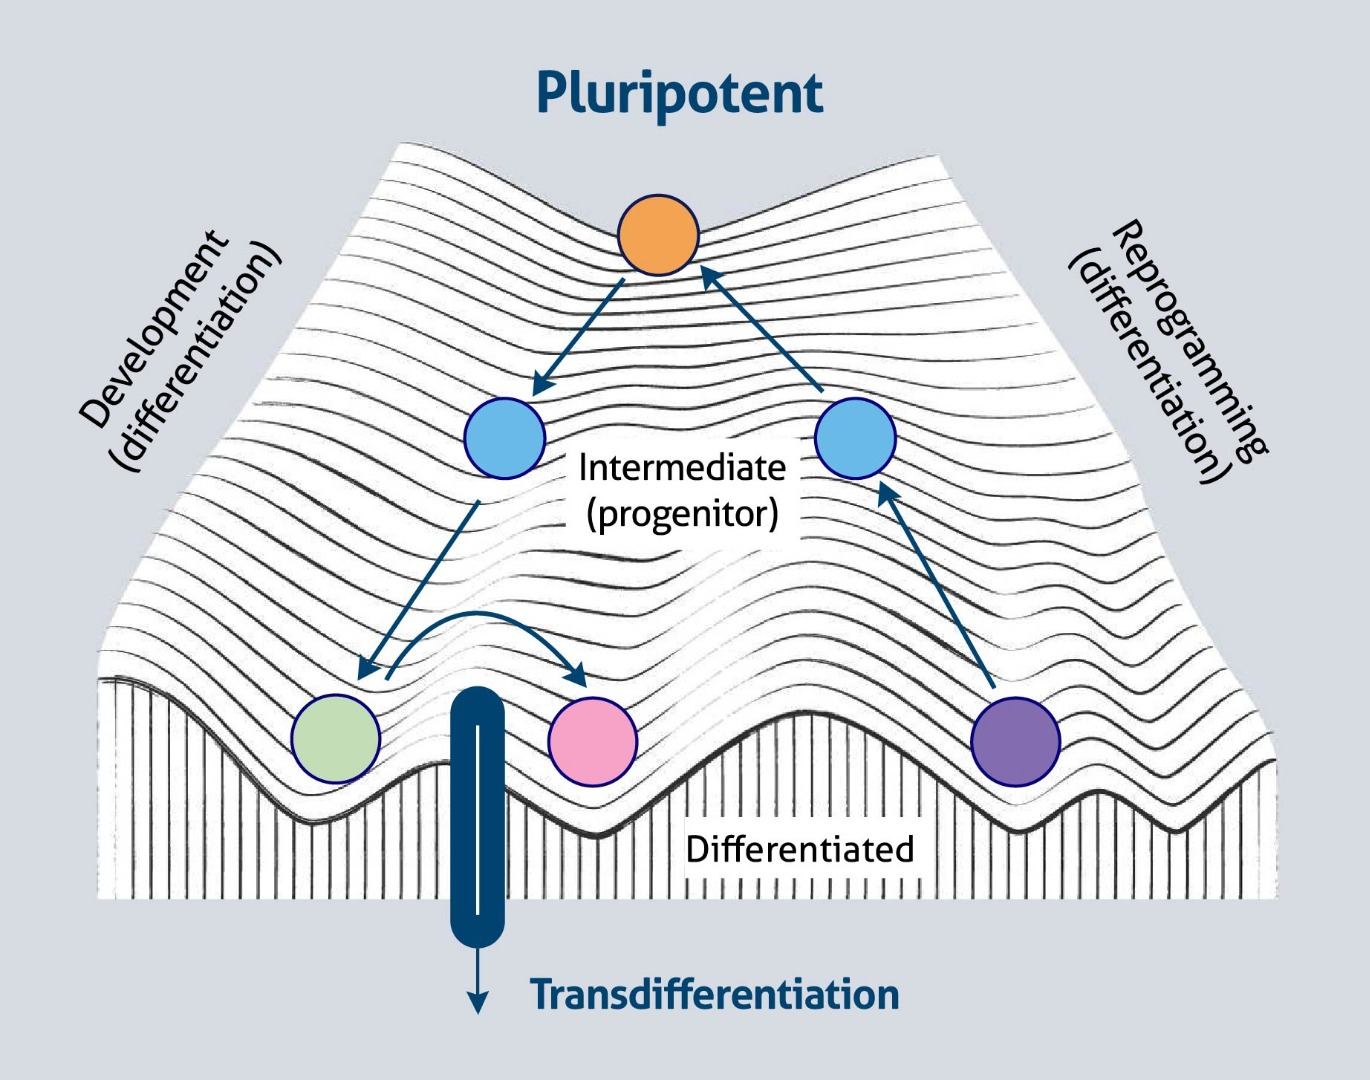 Pluripotent
Development
(differentiation)
Reprogramming
(differentiation)
Intermediate
(progenitor)
Differentiated
Transdifferentiation